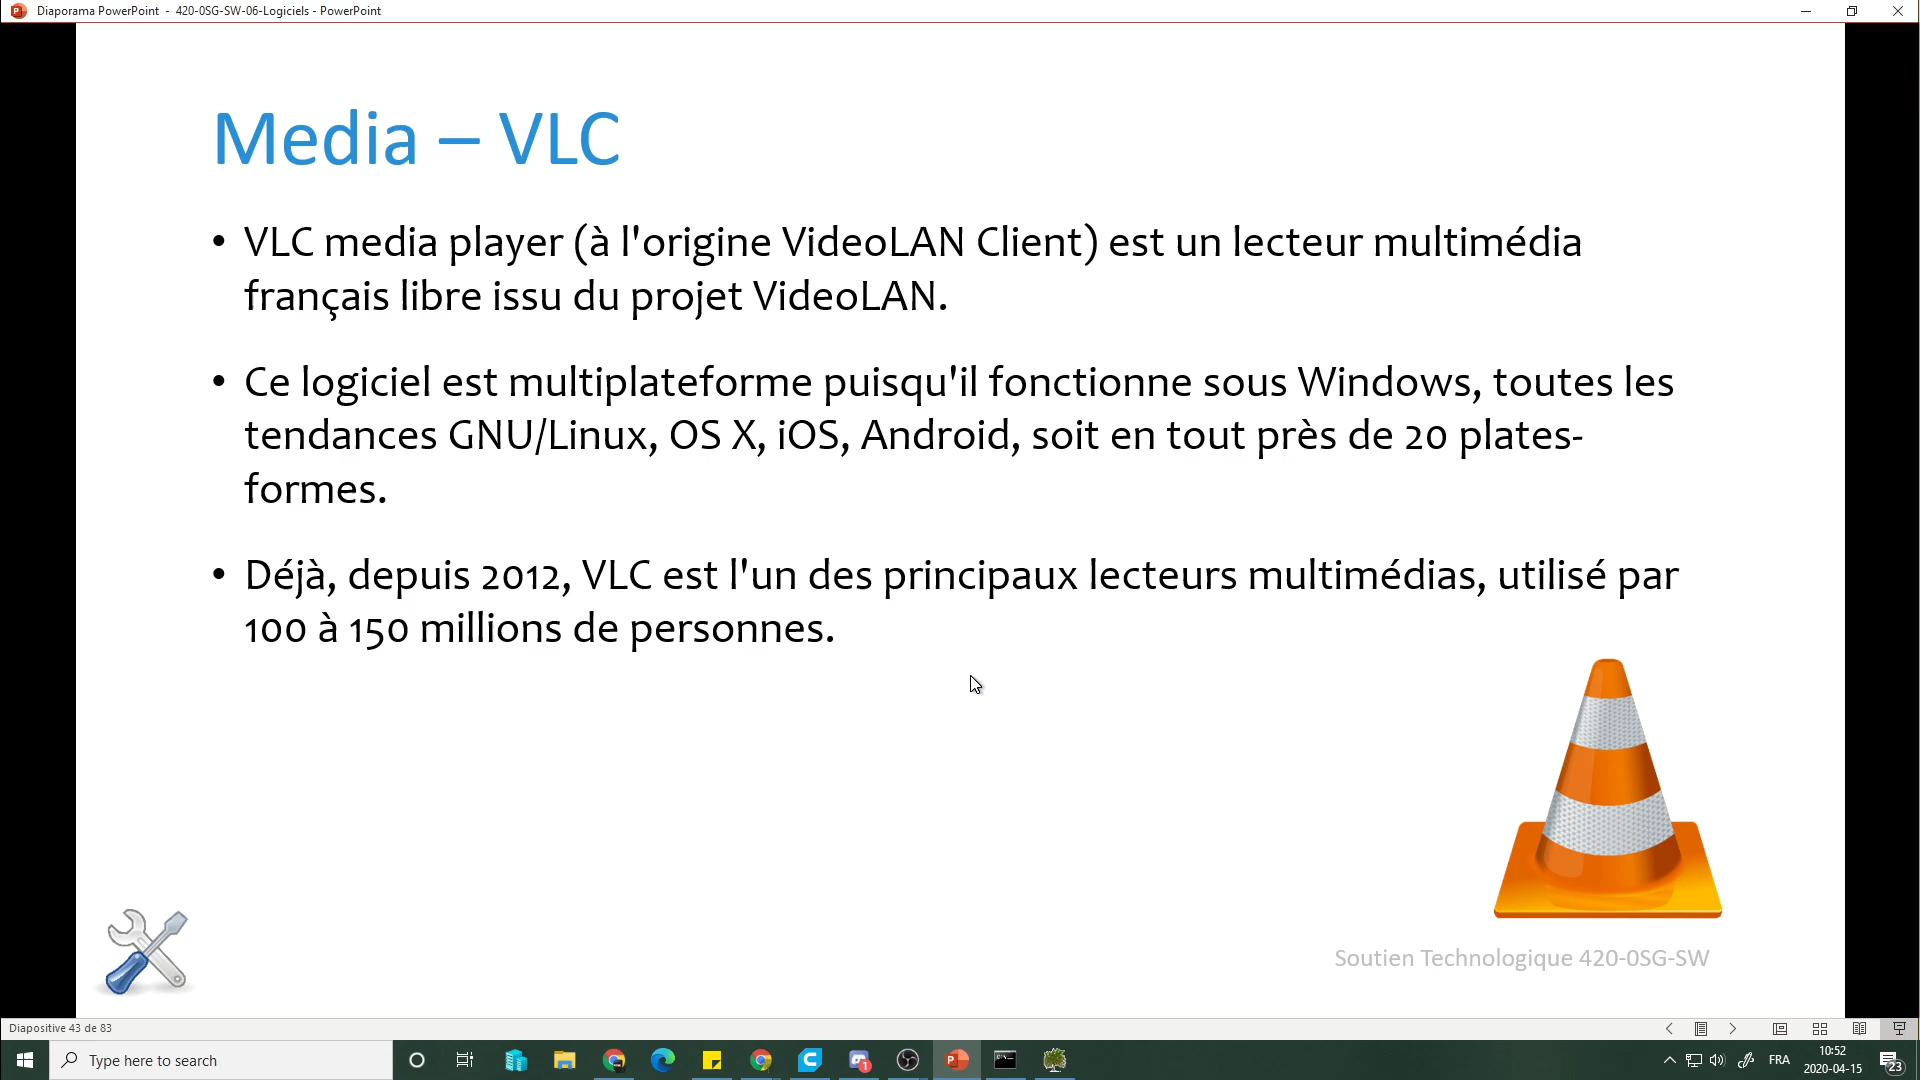 Diaporama PowerPoint - 420-0SG-SW-06-Logiciels - PowerPoint
Media – VLC
• VLC media player (à l'origine VideoLAN Client) est un lecteur multimédia
français libre issu du projet VideoLAN.
• Ce logiciel est multiplateforme puisqu'il fonctionne sous Windows, toutes les
tendances GNU/Linux, OS X, iOS, Android, soit en tout près de 20 plates-
formes.
• Déjà, depuis 2012, VLC est l'un des principaux lecteurs multimédias, utilisé par
100 à 150 millions de personnes.
Soutien Technologique 420-0SG-SW
Diapositive 43 de 83
Type here to search
1
FRA
10:52
2020-04-15
23